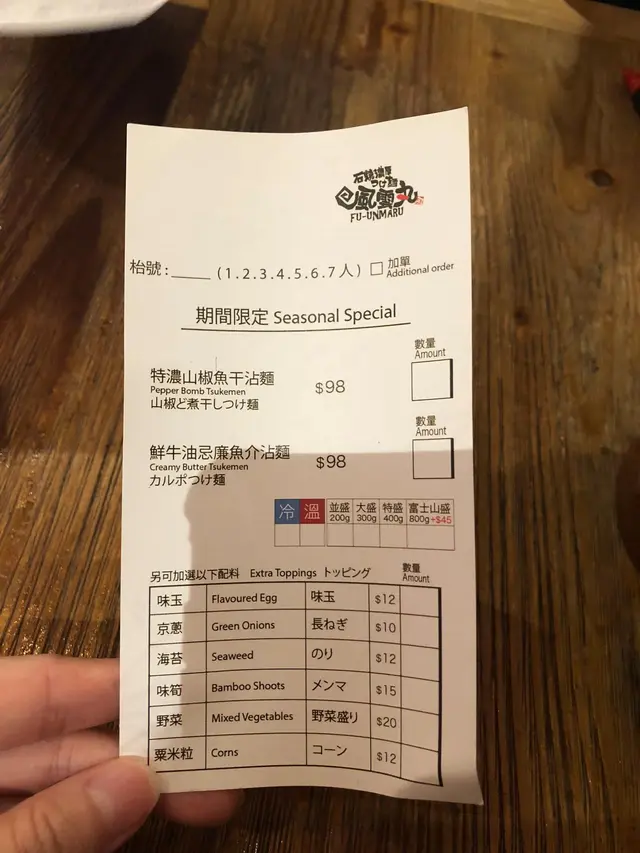 石焼濃厚
つけ麺
風雲丸
FU-UNMARU
枱號:____ (1.2.3.4.5.6.7人) □ 加單
Additional order
期間限定 Seasonal Special
數量
Amount
特濃山椒魚干沾麵
Pepper Bomb Tsukemen
山椒ど煮干しつけ麵
$98
數量
Amount
鮮牛油忌廉魚介沾麵
Creamy Butter Tsukemen
カルボつけ麵
$98
冷 溫 並盛 大盛 特盛 富士山盛
200g 300g 400g 800g+$45
另可加選以下配料 Extra Toppings トッピング
數量
Amount
味玉 Flavoured Egg 味玉 $12
京蔥 Green Onions 長ねぎ $10
海苔 Seaweed のり $12
味筍 Bamboo Shoots メンマ $15
野菜 Mixed Vegetables 野菜盛り $20
粟米粒 Corns コーン $12